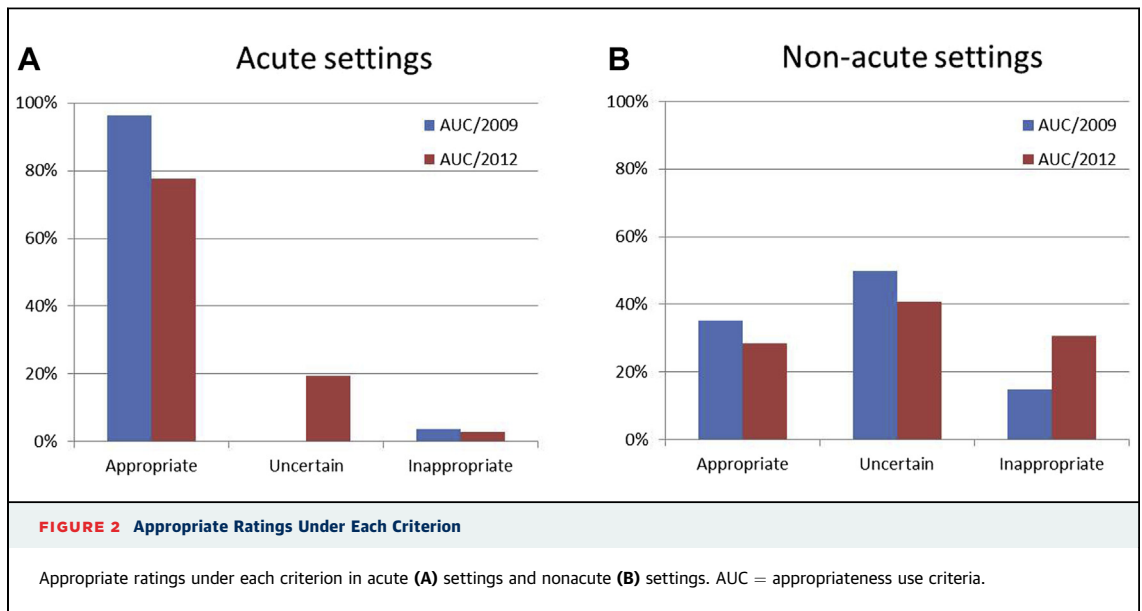 A
Acute settings
100%
80%
60%
40%
20%
0%
AUC/2009
AUC/2012
Appropriate Uncertain Inappropriate
B
Non-acute settings
100%
80%
60%
40%
20%
0%
AUC/2009
AUC/2012
Appropriate Uncertain Inappropriate
FIGURE 2 Appropriate Ratings Under Each Criterion
Appropriate ratings under each criterion in acute (A) settings and nonacute (B) settings. AUC = appropriateness use criteria.